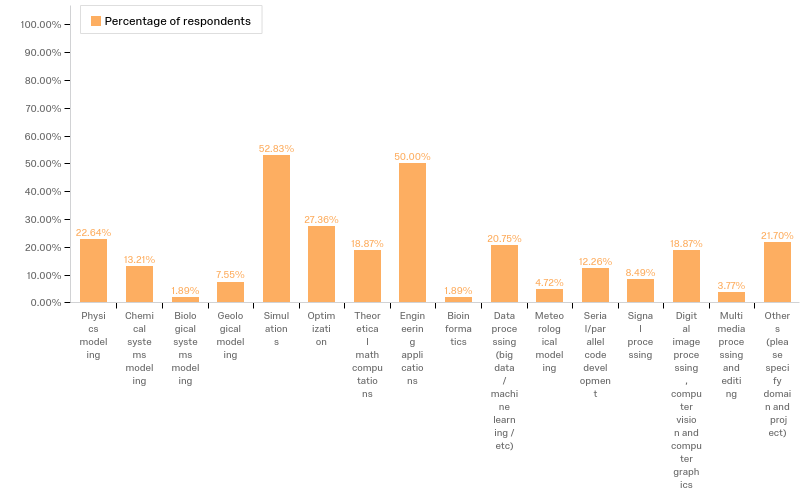 Percentage of respondents
100.00%
90.00%
80.00%
70.00%
60.00%
50.00%
40.00%
30.00%
20.00%
10.00%
0.00%
22.64%
13.21%
1.89%
7.55%
52.83%
27.36%
18.87%
50.00%
1.89%
20.75%
4.72%
12.26%
8.49%
18.87%
3.77%
21.70%
Physi
cs
model
ing
Chemi
cal
syste
ms
model
ing
Biolo
gical
syste
ms
model
ing
Geolo
gical
model
ing
Simul
ation
s
Optim
izati
on
Theor
etica
l
math
compu
tatio
ns
Engin
eerin
g
appli
catio
ns
Bioin
forma
tics
Data
proce
ssing
(big
data
/
machi
ne
learn
ing /
etc)
Meteo
rolog
ical
model
ing
Seria
l/par
allel
code
devel
opmen
t
Signa
l
proce
ssing
Digit
al
image
proce
ssing
,
compu
ter
visio
n and
compu
ter
graph
ics
Multi
media
proce
ssing
and
editi
ng
Other
s
(plea
se
speci
fy
domai
n and
proj
ect)